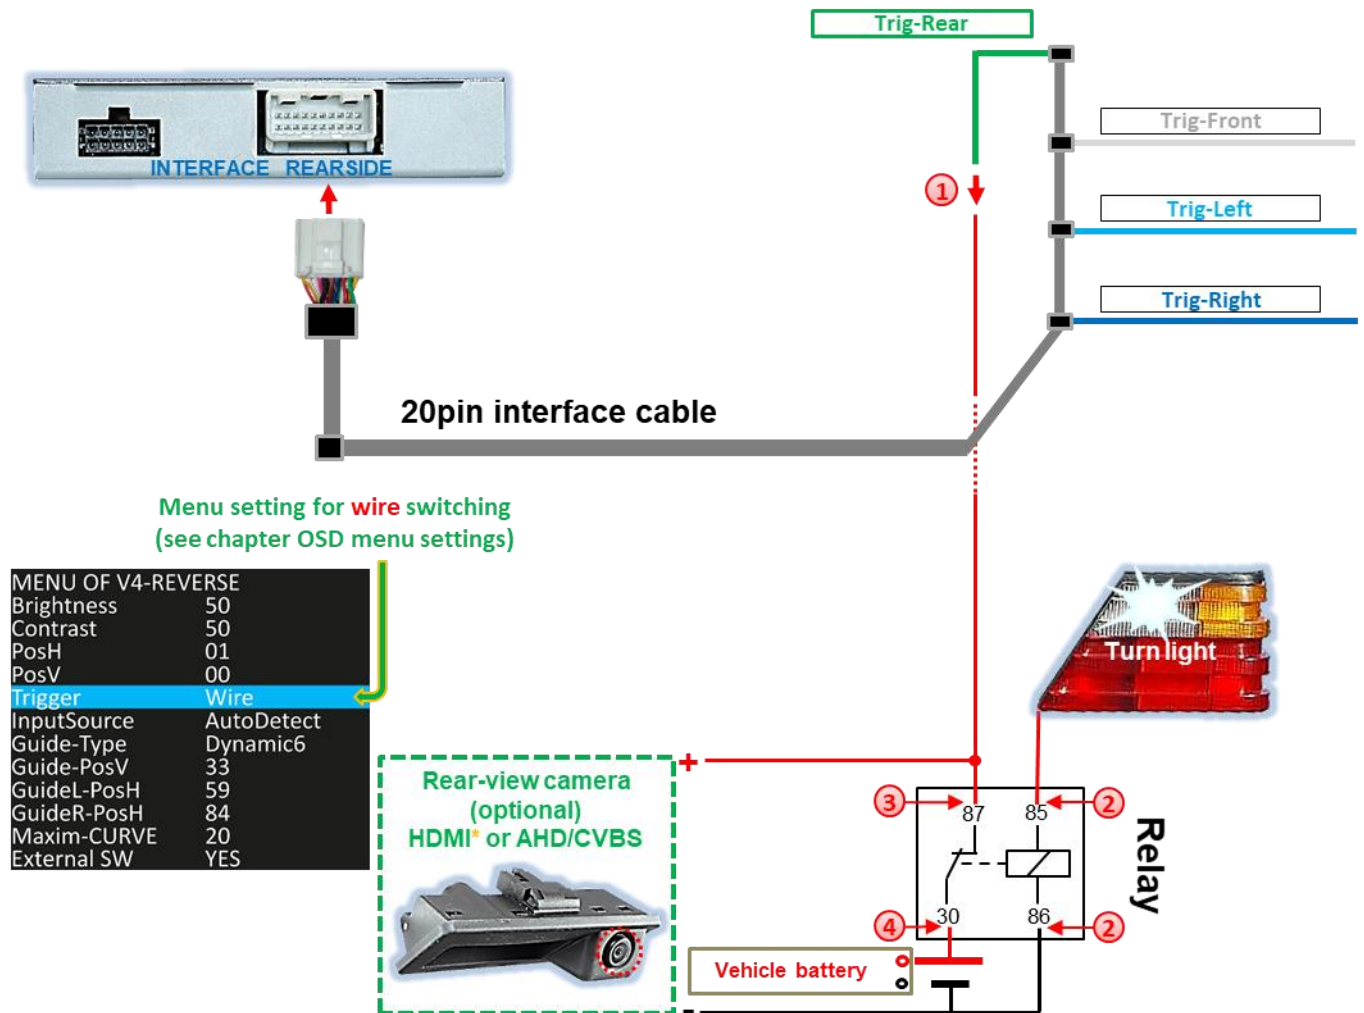 Trig-Rear
Trig-Front
INTERFACE REARSIDE
1
Trig-Left
Trig-Right
20pin interface cable
Menu setting for wire switching
(see chapter OSD menu settings)
MENU OF V4-REVERSE
Brightness 50
Contrast 50
PosH 01
PosV 00
Trigger Wire
InputSource AutoDetect
Guide-Type Dynamic6
Guide-PosV 33
GuideL-PosH 59
GuideR-PosH 84
Maxim-CURVE 20
External SW YES
Turn light
+
Rear-view camera
(optional)
HDMI* or AHD/CVBS
3
87
85
2
Relay
4
30
86
2
Vehicle battery
-